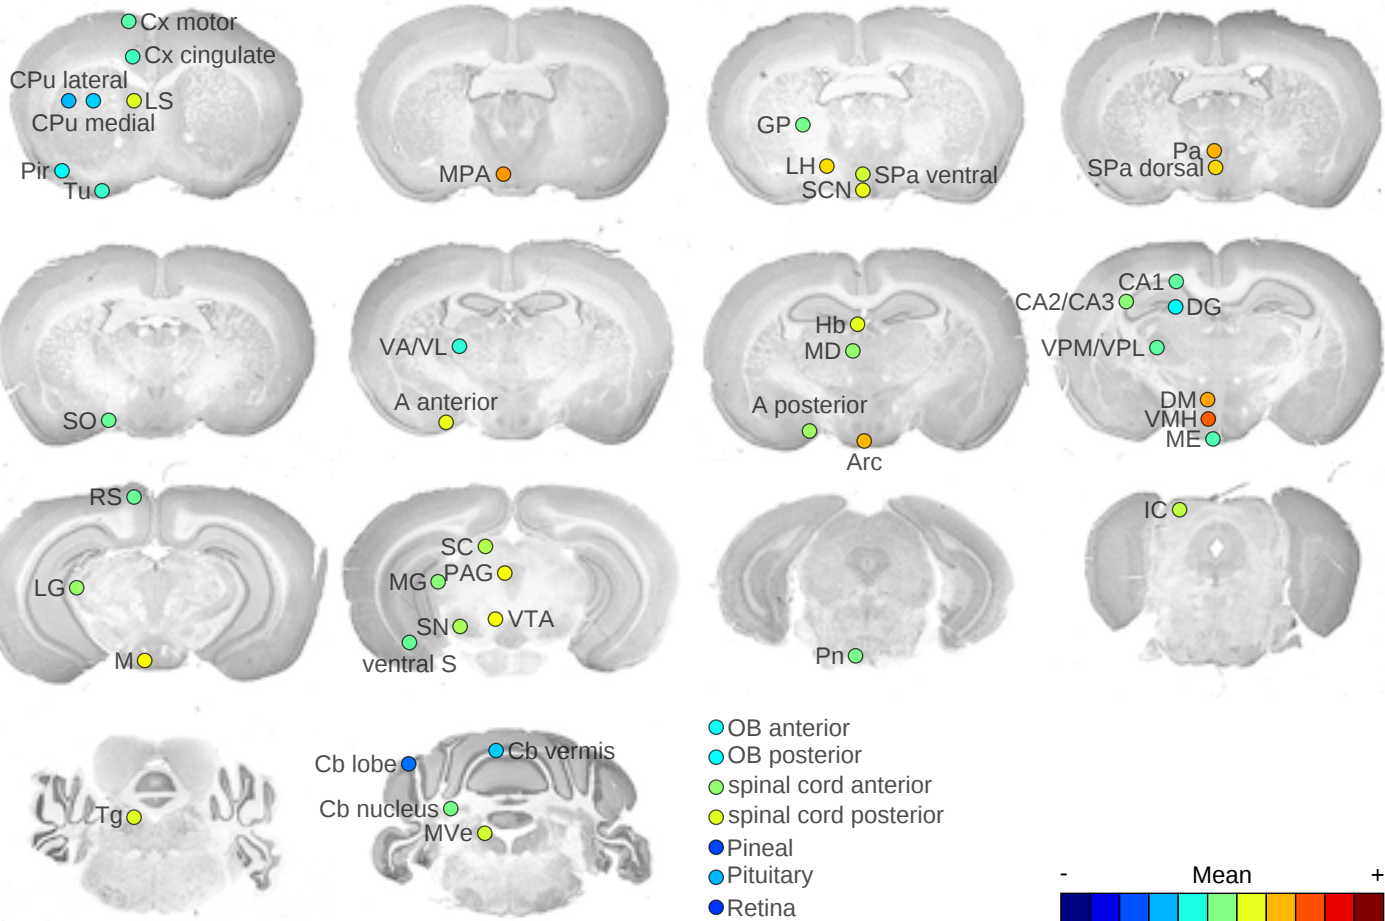 Cx motor
Cx cingulate
CPu lateral
LS
CPu medial
Pir
Tu
MPA
GP
LH
SPa ventral
SCN
Pa
SPa dorsal
SO
VA/VL
A anterior
Hb
MD
A posterior
Arc
CA1
CA2/CA3
DG
VPM/VPL
DM
VMH
ME
RS
LG
M
SC
MG
PAG
SN
VTA
ventral S
Pn
IC
Tg
Cb lobe
Cb vermis
Cb nucleus
MVe
OB anterior
OB posterior
spinal cord anterior
spinal cord posterior
Pineal
Pituitary
Retina
- Mean +